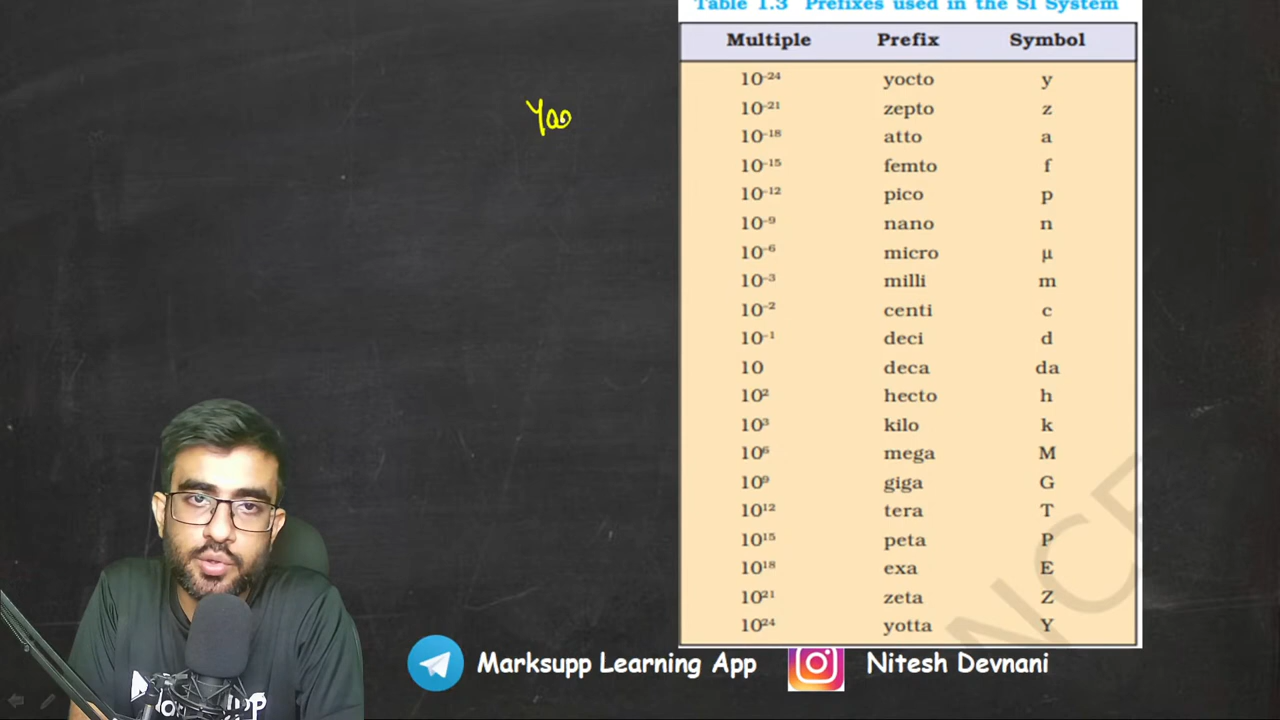 Table 1.3 Prefixes used in the SI System
Multiple Prefix Symbol
10⁻²⁴ yocto y
10⁻²¹ zepto z
10⁻¹⁸ atto a
10⁻¹⁵ femto f
10⁻¹² pico p
10⁻⁹ nano n
10⁻⁶ micro μ
10⁻³ milli m
10⁻² centi c
10⁻¹ deci d
10 deca da
10² hecto h
10³ kilo k
10⁶ mega M
10⁹ giga G
10¹² tera T
10¹⁵ peta P
10¹⁸ exa E
10²¹ zeta Z
10²⁴ yotta Y
Marksupp Learning App
Nitesh Devnani